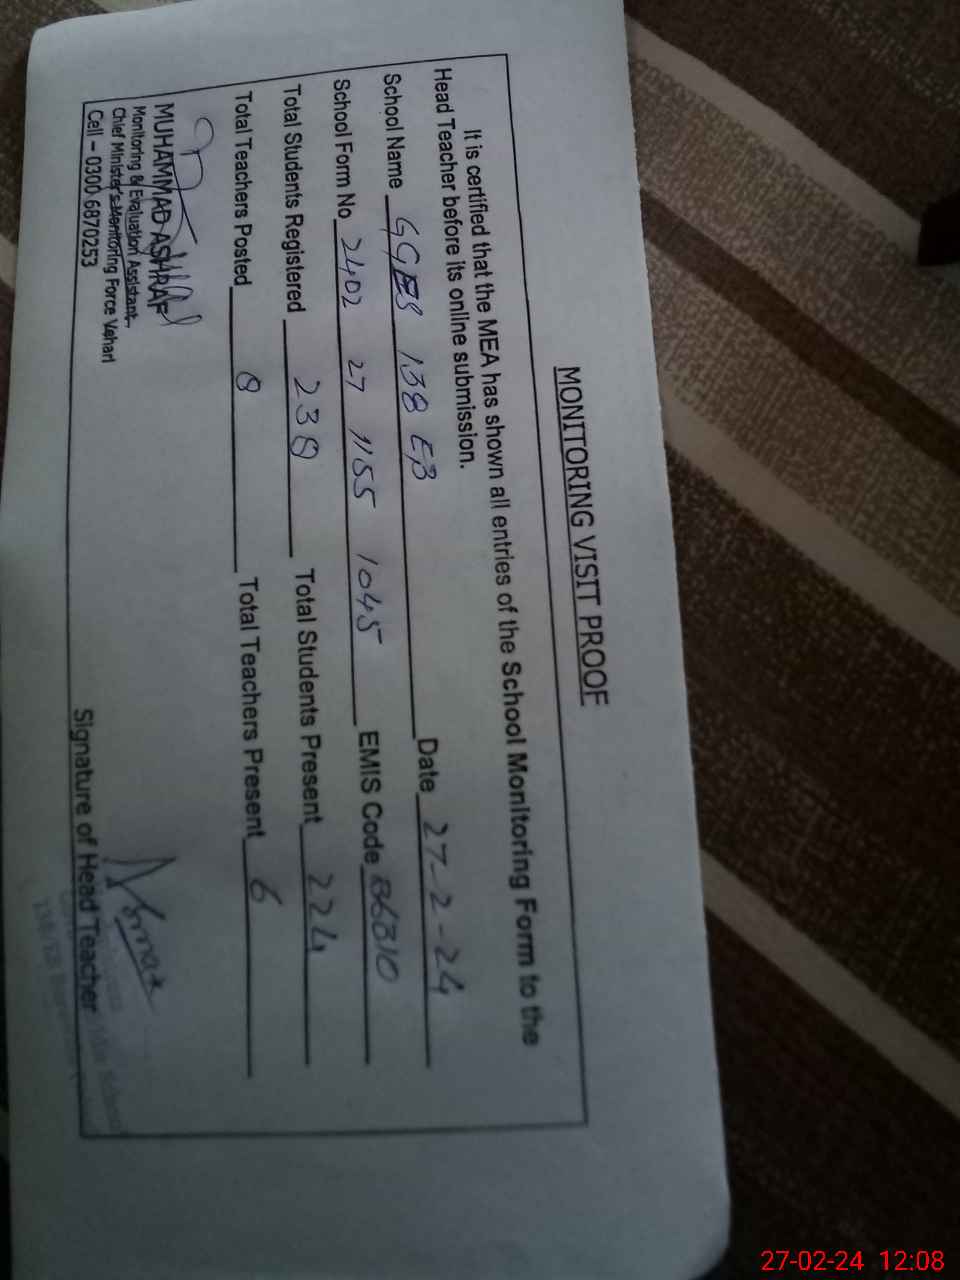 MONITORING VISIT PROOF
It is certified that the MEA has shown all entries of the School Monitoring Form to the
Head Teacher before its online submission.
School Name GGES 138 EB Date 27-2-24
School Form No 2402 27 1155 1045 EMIS Code
Total Students Registered 238 Total Students Present 224
Total Teachers Posted 8 Total Teachers Present 6
MUHAMMAD ASHRAF
Monitoring & Evaluation Assistant
Chief Minister's Monitoring Force Vehari
Cell – 0300 6870253
Signature of Head Teacher
27-02-24 12:08